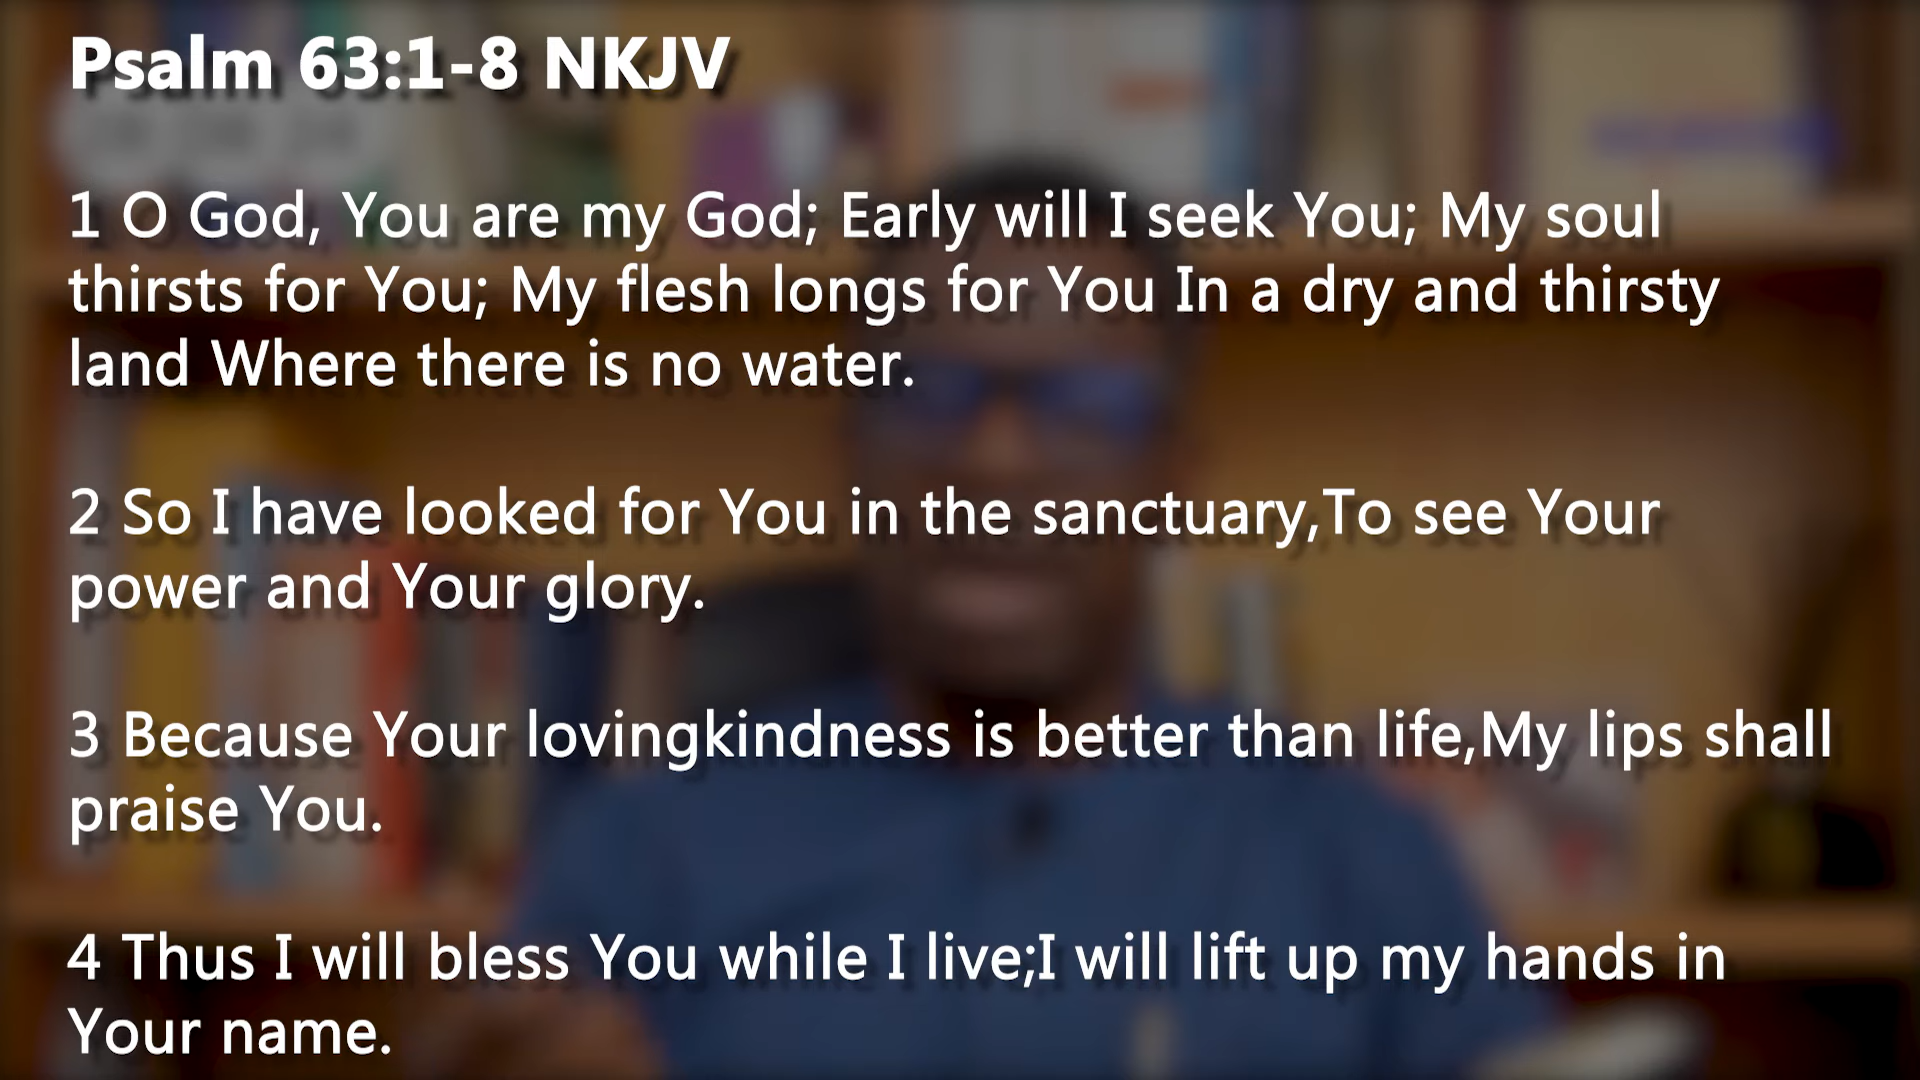 Psalm 63:1-8 NKJV
1 O God, You are my God; Early will I seek You; My soul
thirsts for You; My flesh longs for You In a dry and thirsty
land Where there is no water.
2 So I have looked for You in the sanctuary,To see Your
power and Your glory.
3 Because Your lovingkindness is better than life,My lips shall
praise You.
4 Thus I will bless You while I live;I will lift up my hands in
Your name.